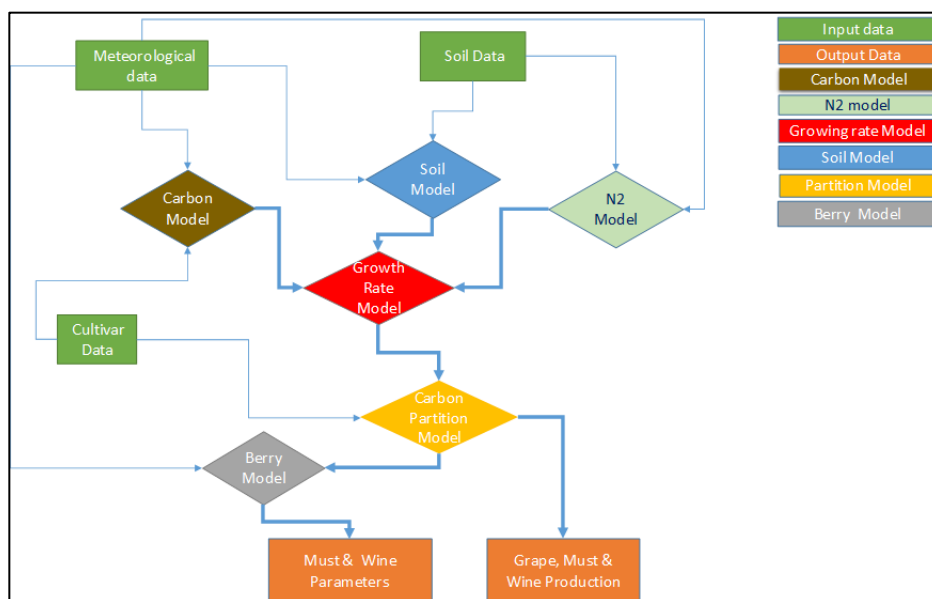 Meteorological
data
Soil Data
Input data
Output Data
Carbon Model
N2 model
Growing rate Model
Soil Model
Partition Model
Berry Model
Soil
Model
Carbon
Model
N2
Model
Growth
Rate
Model
Cultivar
Data
Carbon
Partition
Model
Berry
Model
Must & Wine
Parameters
Grape, Must &
Wine Production